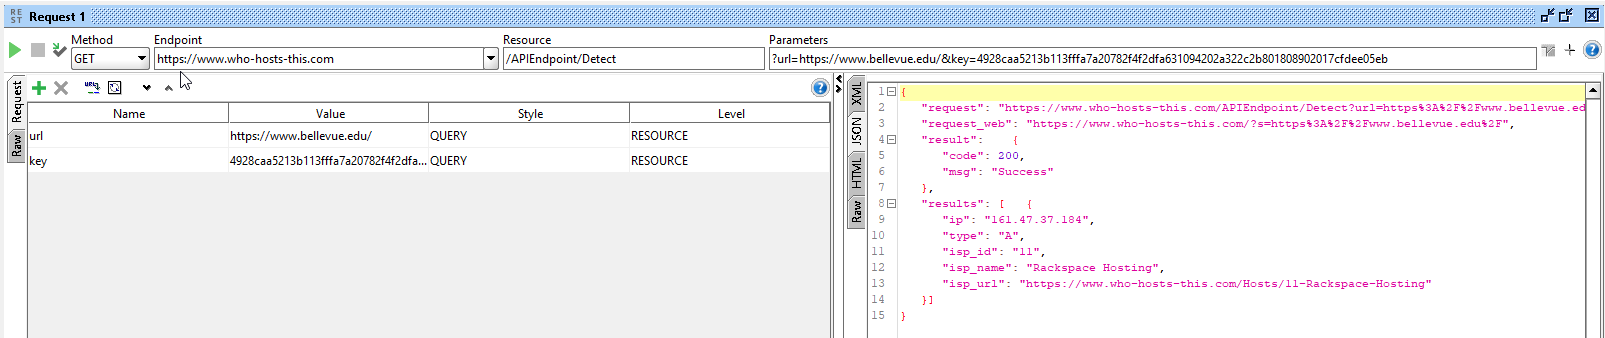 RE
ST
Request 1
Method
Endpoint
Resource
Parameters
GET
https://www.who-hosts-this.com
/APIEndpoint/Detect
?url=https://www.bellevue.edu/&key=4928caa5213b113fffa7a20782f4f2dfa631094202a322c2b801808902017cfdee05eb
Request
Raw
Name Value Style Level
url https://www.bellevue.edu/ QUERY RESOURCE
key 4928caa5213b113fffa7a20782f4f2dfa... QUERY RESOURCE
XML
JSON
HTML
Raw
1 {
2 "request": "https://www.who-hosts-this.com/APIEndpoint/Detect?url=https%3A%2F%2Fwww.bellevue.ed
3 "request_web": "https://www.who-hosts-this.com/?s=https%3A%2F%2Fwww.bellevue.edu%2F",
4 "result": {
5 "code": 200,
6 "msg": "Success"
7 },
8 "results": [ {
9 "ip": "161.47.37.184",
10 "type": "A",
11 "isp_id": "11",
12 "isp_name": "Rackspace Hosting",
13 "isp_url": "https://www.who-hosts-this.com/Hosts/11-Rackspace-Hosting"
14 }]
15 }